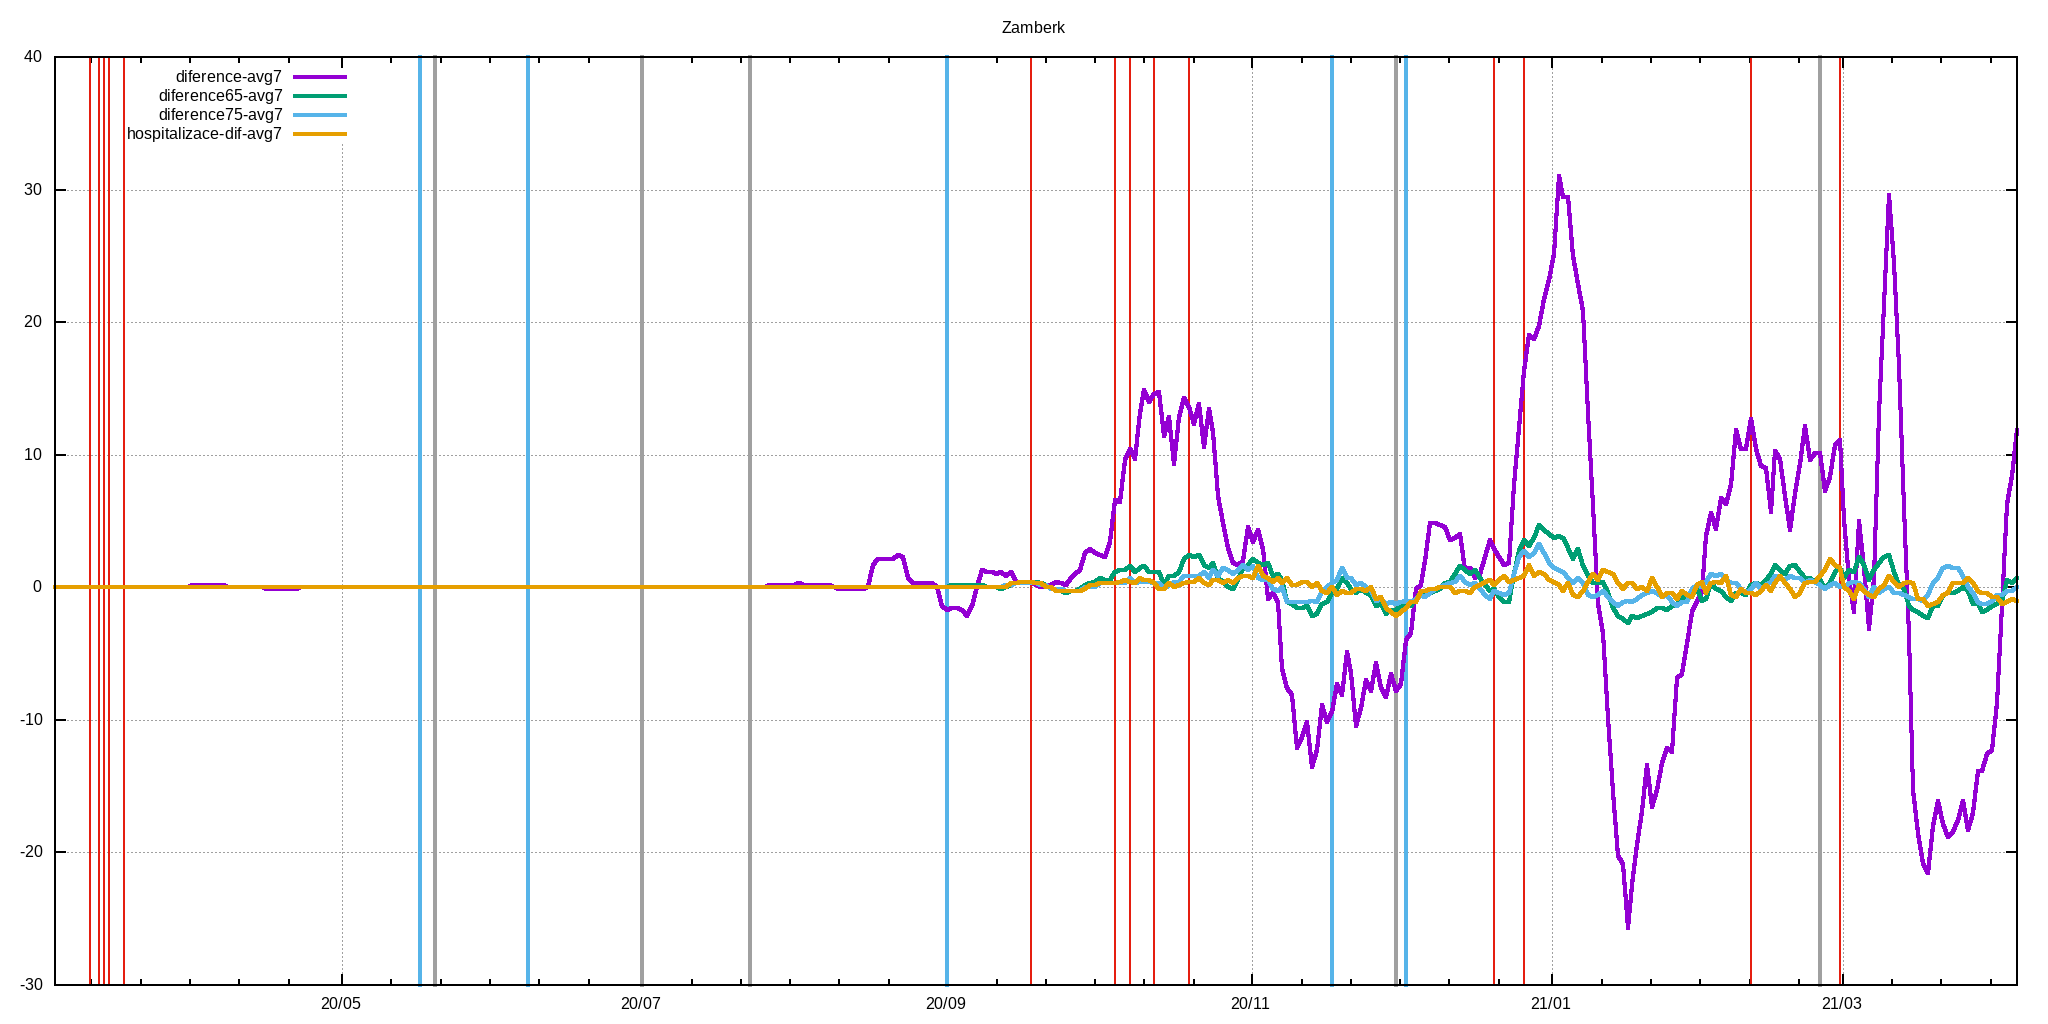 Zamberk
40
diference-avg7
diference65-avg7
diference75-avg7
hospitalizace-dif-avg7
30
20
10
0
-10
-20
-30
20/05
20/07
20/09
20/11
21/01
21/03